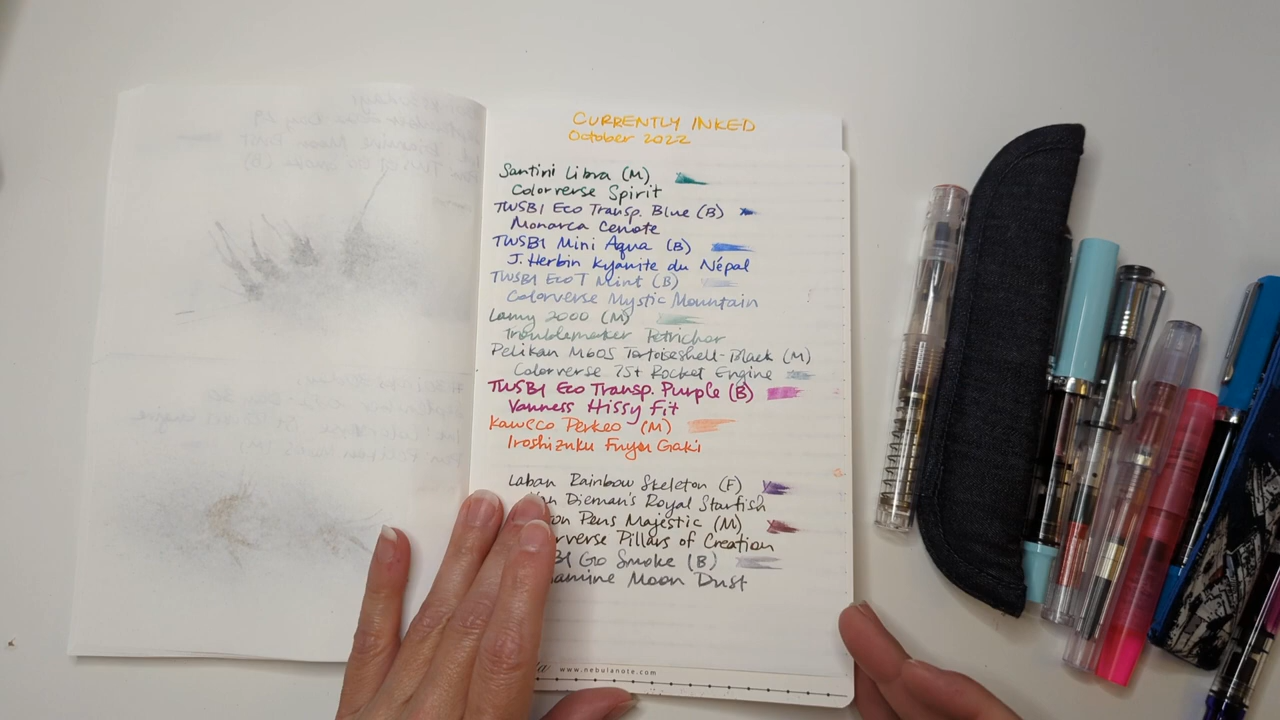 CURRENTLY INKED
October 2022
Santini Libra (M)
Colorverse Spirit
TWSBI Eco Transp. Blue (B)
Monarca Cenote
TWSBI Mini Aqua (B)
J. Herbin Kyanite du Népal
TWSBI Eco T Mint (B)
Colorverse Mystic Mountain
Lamy 2000 (M)
Troublemaker Petrichor
Pelikan M605 Tortoiseshell-Black (M)
Colorverse 75+ Rocket Engine
TWSBI Eco Transp. Purple (B)
Vanness Hissy Fit
Kaweco Perkeo (M)
Iroshizuku Fuyu Gaki
Laban Rainbow Skeleton (F)
Dieman's Royal Starfish
Pens Majestic (M)
Pillars of Creation
Go Smoke (B)
Moon Dust
www.nebulanote.com